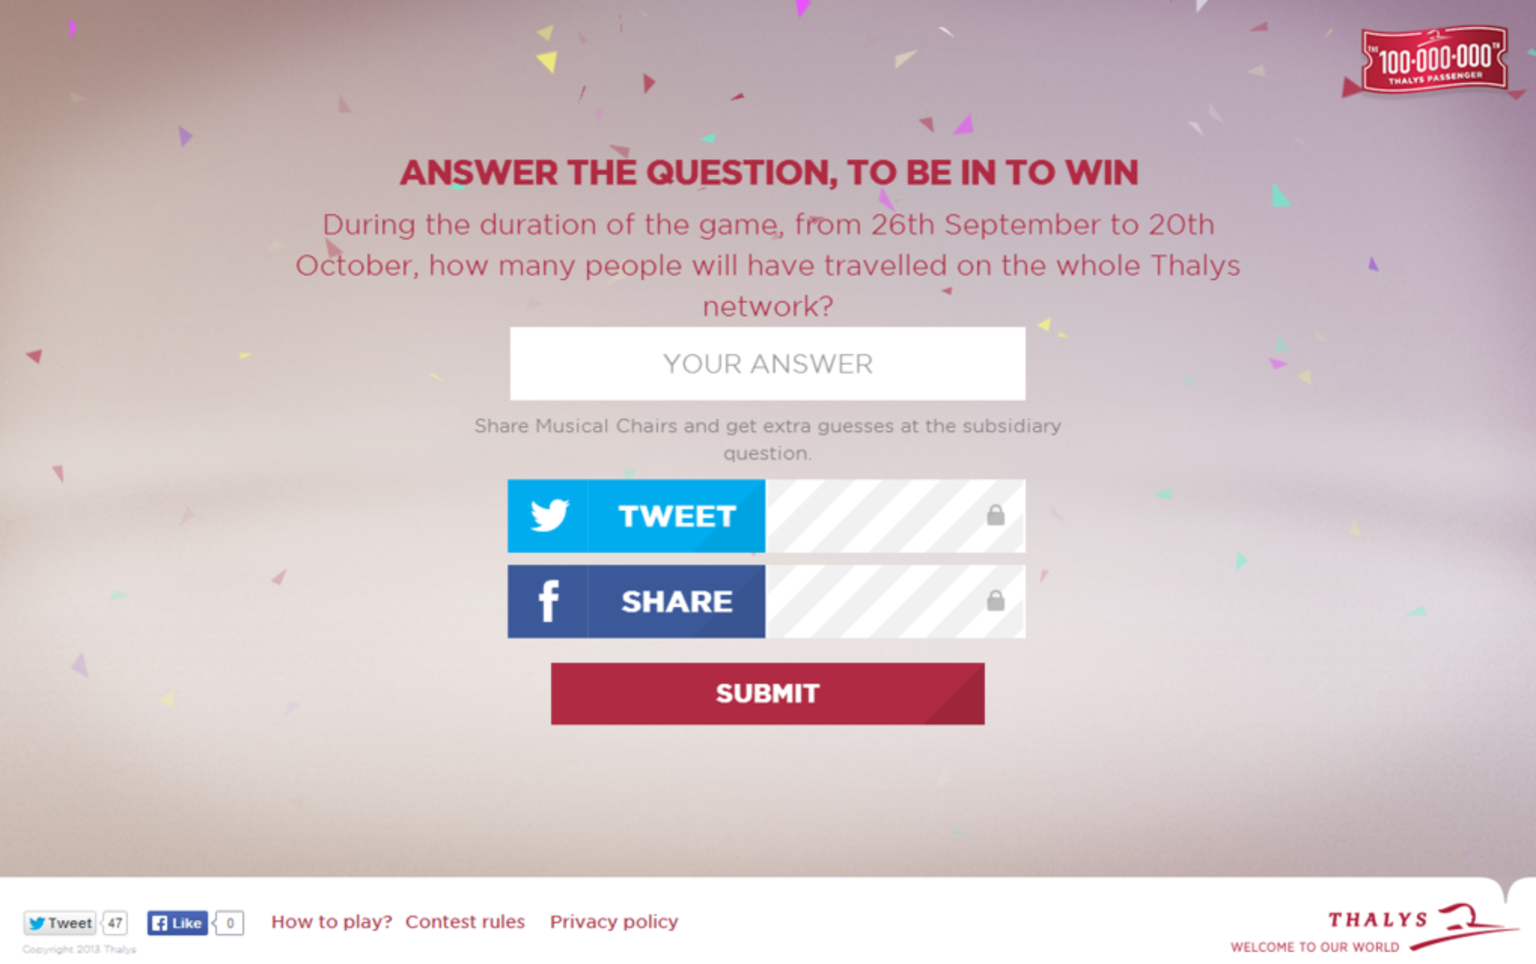 THE 100·000·000TH
THALYS PASSENGER
ANSWER THE QUESTION, TO BE IN TO WIN
During the duration of the game, from 26th September to 20th
October, how many people will have travelled on the whole Thalys
network?
YOUR ANSWER
Share Musical Chairs and get extra guesses at the subsidiary
question.
TWEET
SHARE
SUBMIT
Tweet 47 Like 0 How to play? Contest rules Privacy policy
Copyright 2013 Thalys
THALYS
WELCOME TO OUR WORLD